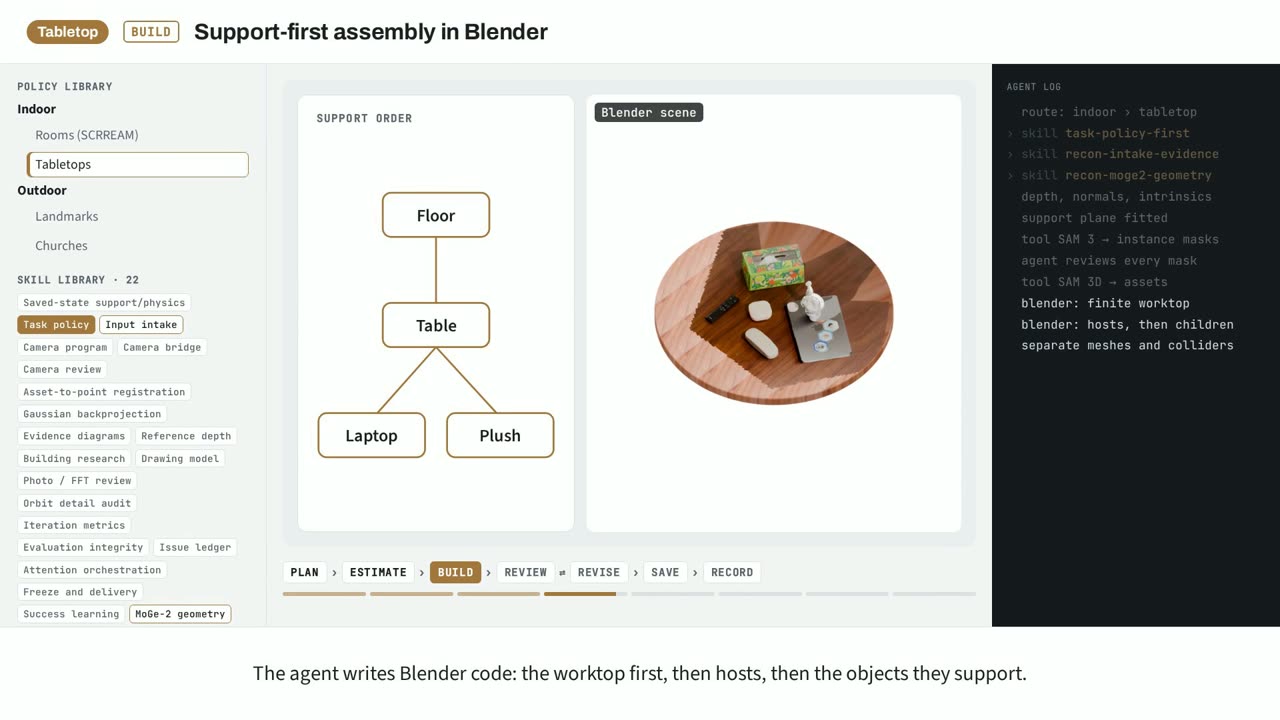 Tabletop BUILD Support-first assembly in Blender
POLICY LIBRARY
Indoor
Rooms (SCRREAM)
Tabletops
Outdoor
Landmarks
Churches
SKILL LIBRARY · 22
Saved-state support/physics
Task policy Input intake
Camera program Camera bridge
Camera review
Asset-to-point registration
Gaussian backprojection
Evidence diagrams Reference depth
Building research Drawing model
Photo / FFT review
Orbit detail audit
Iteration metrics
Evaluation integrity Issue ledger
Attention orchestration
Freeze and delivery
Success learning MoGe-2 geometry
SUPPORT ORDER
Floor
Table
Laptop Plush
Blender scene
PLAN › ESTIMATE › BUILD › REVIEW ⇌ REVISE › SAVE › RECORD
AGENT LOG
route: indoor › tabletop
› skill task-policy-first
› skill recon-intake-evidence
› skill recon-moge2-geometry
depth, normals, intrinsics
support plane fitted
tool SAM 3 → instance masks
agent reviews every mask
tool SAM 3D → assets
blender: finite worktop
blender: hosts, then children
separate meshes and colliders
The agent writes Blender code: the worktop first, then hosts, then the objects they support.